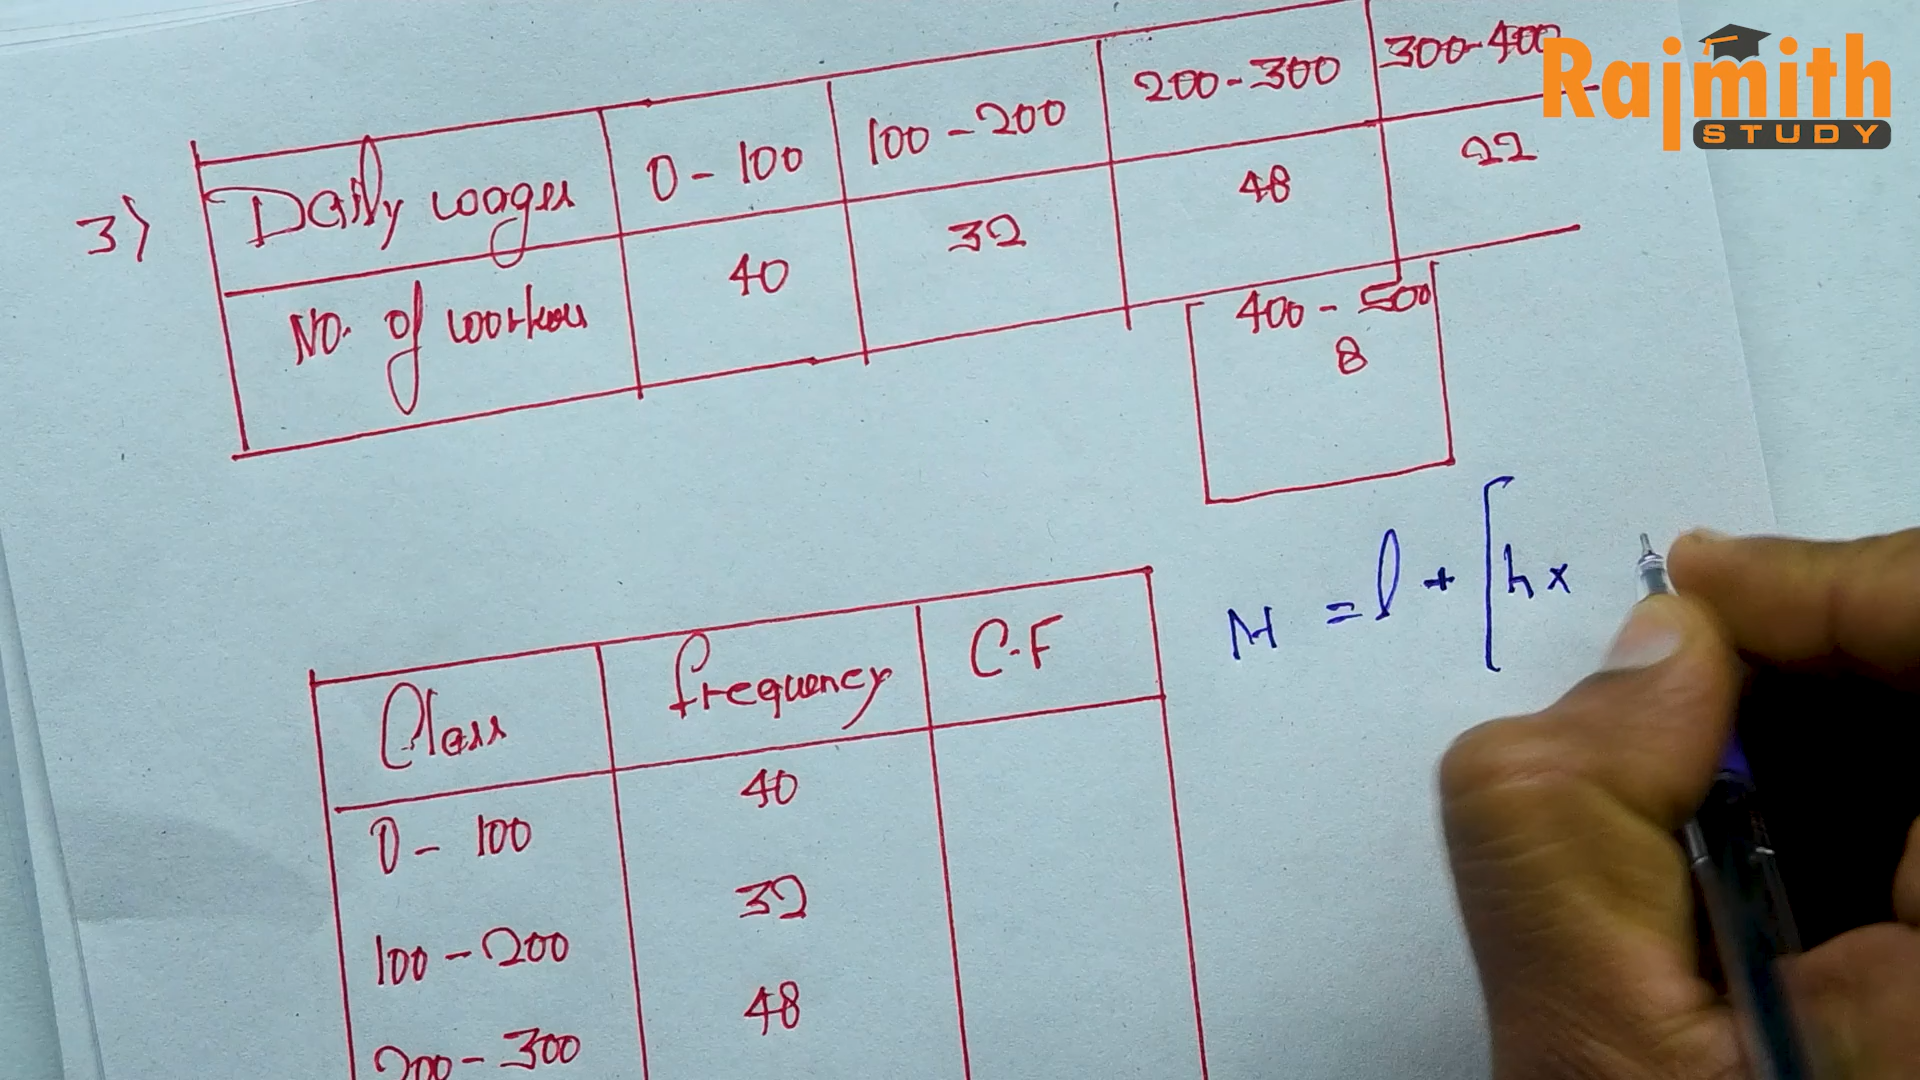 3) Daily wages 0 - 100 100 - 200 200 - 300 300-400
No. of workers 40 32 48 22
400 - 500
8
M = l + [h x
Class frequency C.F
0 - 100 40
100 - 200 32
200 - 300 48
Rajmith
STUDY